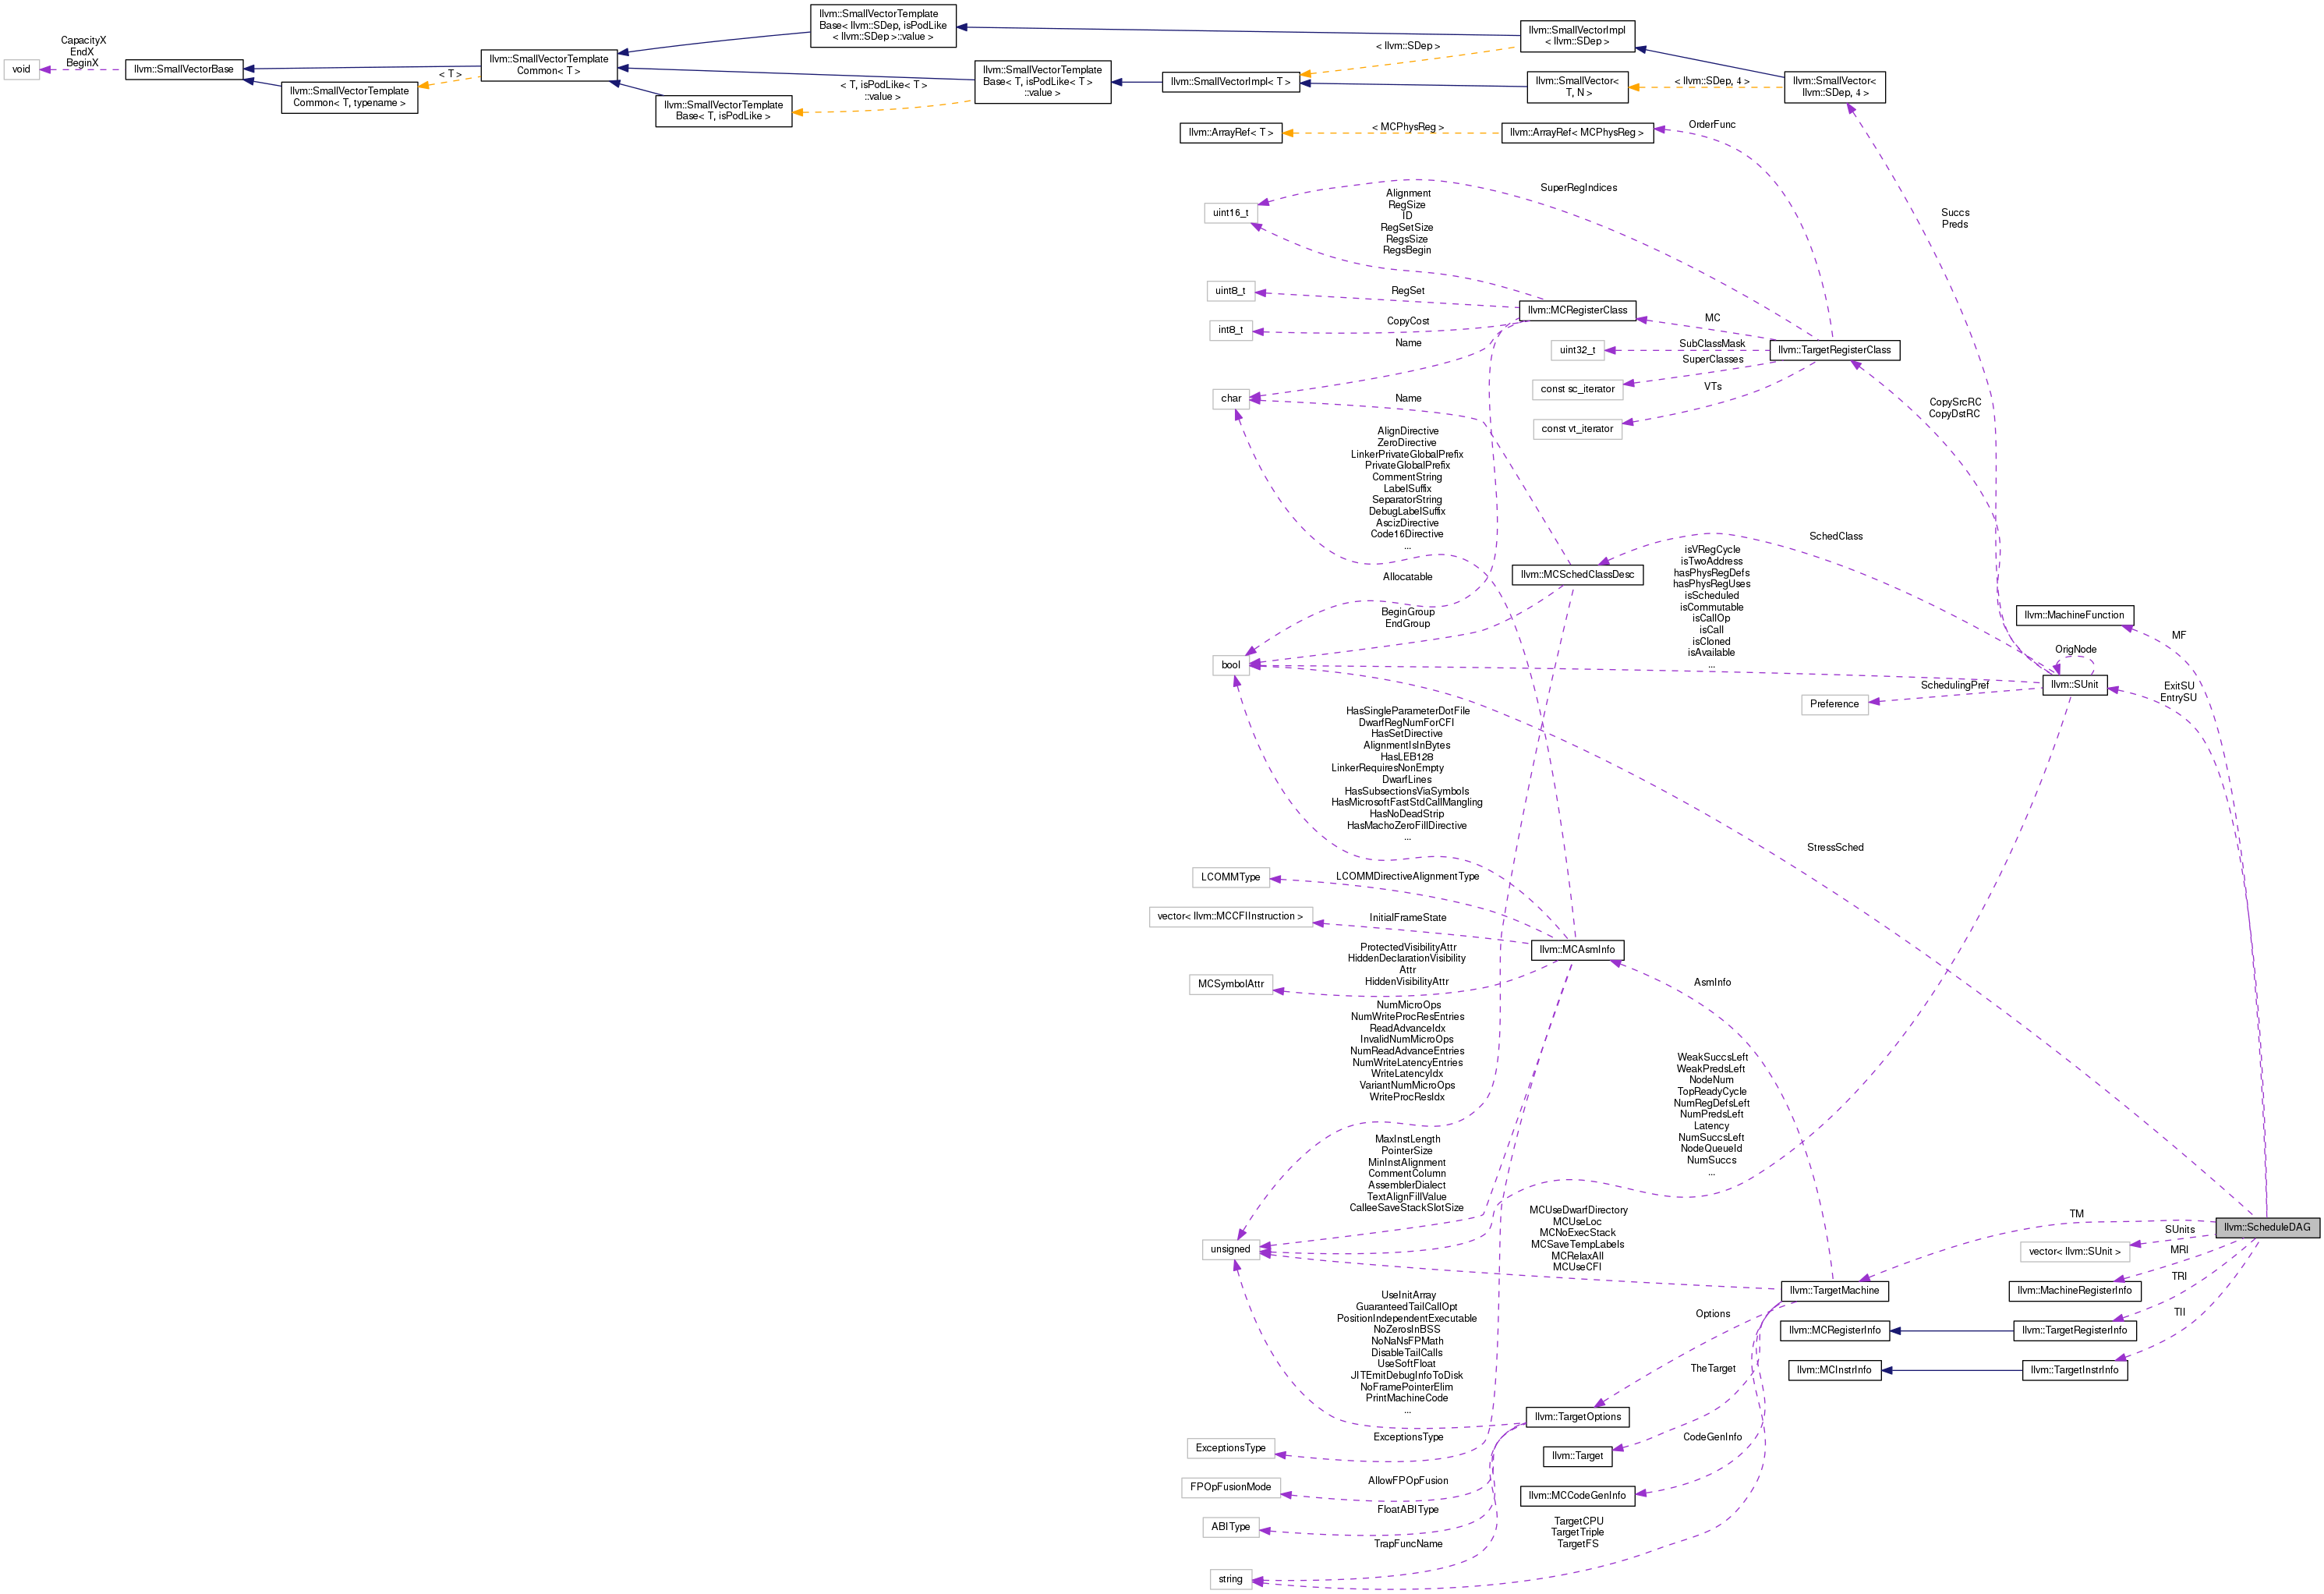 llvm::SmallVectorTemplate
Base< llvm::SDep, isPodLike
< llvm::SDep >::value >
llvm::SmallVectorImpl
< llvm::SDep >
< llvm::SDep >
CapacityX
EndX
BeginX
void
llvm::SmallVectorBase
llvm::SmallVectorTemplate
Common< T >
< T >
llvm::SmallVectorTemplate
Common< T, typename >
llvm::SmallVectorTemplate
Base< T, isPodLike >
< T, isPodLike< T >
::value >
llvm::SmallVectorTemplate
Base< T, isPodLike< T >
::value >
llvm::SmallVectorImpl< T >
llvm::SmallVector<
T, N >
< llvm::SDep, 4 >
llvm::SmallVector<
llvm::SDep, 4 >
llvm::ArrayRef< T >
< MCPhysReg >
llvm::ArrayRef< MCPhysReg >
OrderFunc
SuperRegIndices
uint16_t
Alignment
RegSize
ID
RegSetSize
RegsSize
RegsBegin
Succs
Preds
uint8_t
RegSet
llvm::MCRegisterClass
int8_t
CopyCost
MC
Name
uint32_t
SubClassMask
llvm::TargetRegisterClass
SuperClasses
const sc_iterator
VTs
char
Name
const vt_iterator
CopySrcRC
CopyDstRC
AlignDirective
ZeroDirective
LinkerPrivateGlobalPrefix
PrivateGlobalPrefix
CommentString
LabelSuffix
SeparatorString
DebugLabelSuffix
AscizDirective
Code16Directive
...
SchedClass
Allocatable
llvm::MCSchedClassDesc
isVRegCycle
isTwoAddress
hasPhysRegDefs
hasPhysRegUses
isScheduled
isCommutable
isCallOp
isCall
isCloned
isAvailable
...
BeginGroup
EndGroup
llvm::MachineFunction
MF
bool
OrigNode
llvm::SUnit
SchedulingPref
Preference
ExitSU
EntrySU
HasSingleParameterDotFile
DwarfRegNumForCFI
HasSetDirective
AlignmentIsInBytes
HasLEB128
LinkerRequiresNonEmpty
DwarfLines
HasSubsectionsViaSymbols
HasMicrosoftFastStdCallMangling
HasNoDeadStrip
HasMachoZeroFillDirective
...
StressSched
LCOMMType
LCOMMDirectiveAlignmentType
vector< llvm::MCCFIInstruction >
InitialFrameState
llvm::MCAsmInfo
MCSymbolAttr
ProtectedVisibilityAttr
HiddenDeclarationVisibility
Attr
HiddenVisibilityAttr
AsmInfo
NumMicroOps
NumWriteProcResEntries
ReadAdvanceIdx
InvalidNumMicroOps
NumReadAdvanceEntries
NumWriteLatencyEntries
WriteLatencyIdx
VariantNumMicroOps
WriteProcResIdx
WeakSuccsLeft
WeakPredsLeft
NodeNum
TopReadyCycle
NumRegDefsLeft
NumPredsLeft
Latency
NumSuccsLeft
NodeQueueId
NumSuccs
...
MaxInstLength
PointerSize
MinInstAlignment
CommentColumn
AssemblerDialect
TextAlignFillValue
CalleeSaveStackSlotSize
unsigned
MCUseDwarfDirectory
MCUseLoc
MCNoExecStack
MCSaveTempLabels
MCRelaxAll
MCUseCFI
TM
llvm::ScheduleDAG
SUnits
vector< llvm::SUnit >
MRI
llvm::MachineRegisterInfo
TRI
llvm::TargetMachine
TII
llvm::MCRegisterInfo
llvm::TargetRegisterInfo
llvm::MCInstrInfo
llvm::TargetInstrInfo
Options
TheTarget
UseInitArray
GuaranteedTailCallOpt
PositionIndependentExecutable
NoZerosInBSS
NoNaNsFPMath
DisableTailCalls
UseSoftFloat
JITEmitDebugInfoToDisk
NoFramePointerElim
PrintMachineCode
...
llvm::TargetOptions
CodeGenInfo
ExceptionsType
ExceptionsType
llvm::Target
FPOpFusionMode
AllowFPOpFusion
llvm::MCCodeGenInfo
ABIType
FloatABIType
TargetCPU
TargetTriple
TargetFS
TrapFuncName
string